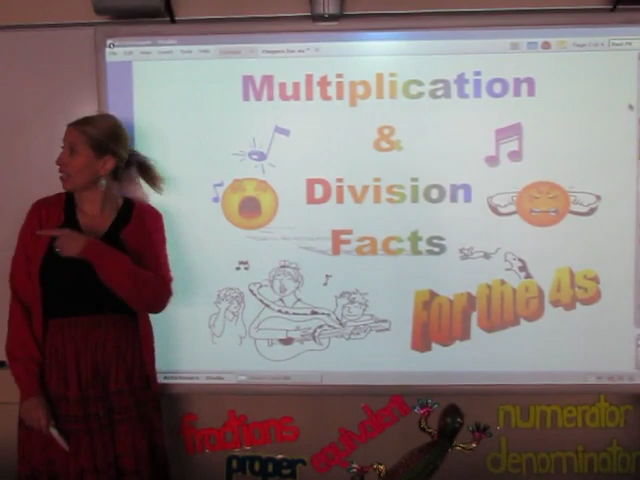 Multiplication
&
Division
Facts
For the 4s
fractions
equivalent
numerator
proper
denominator